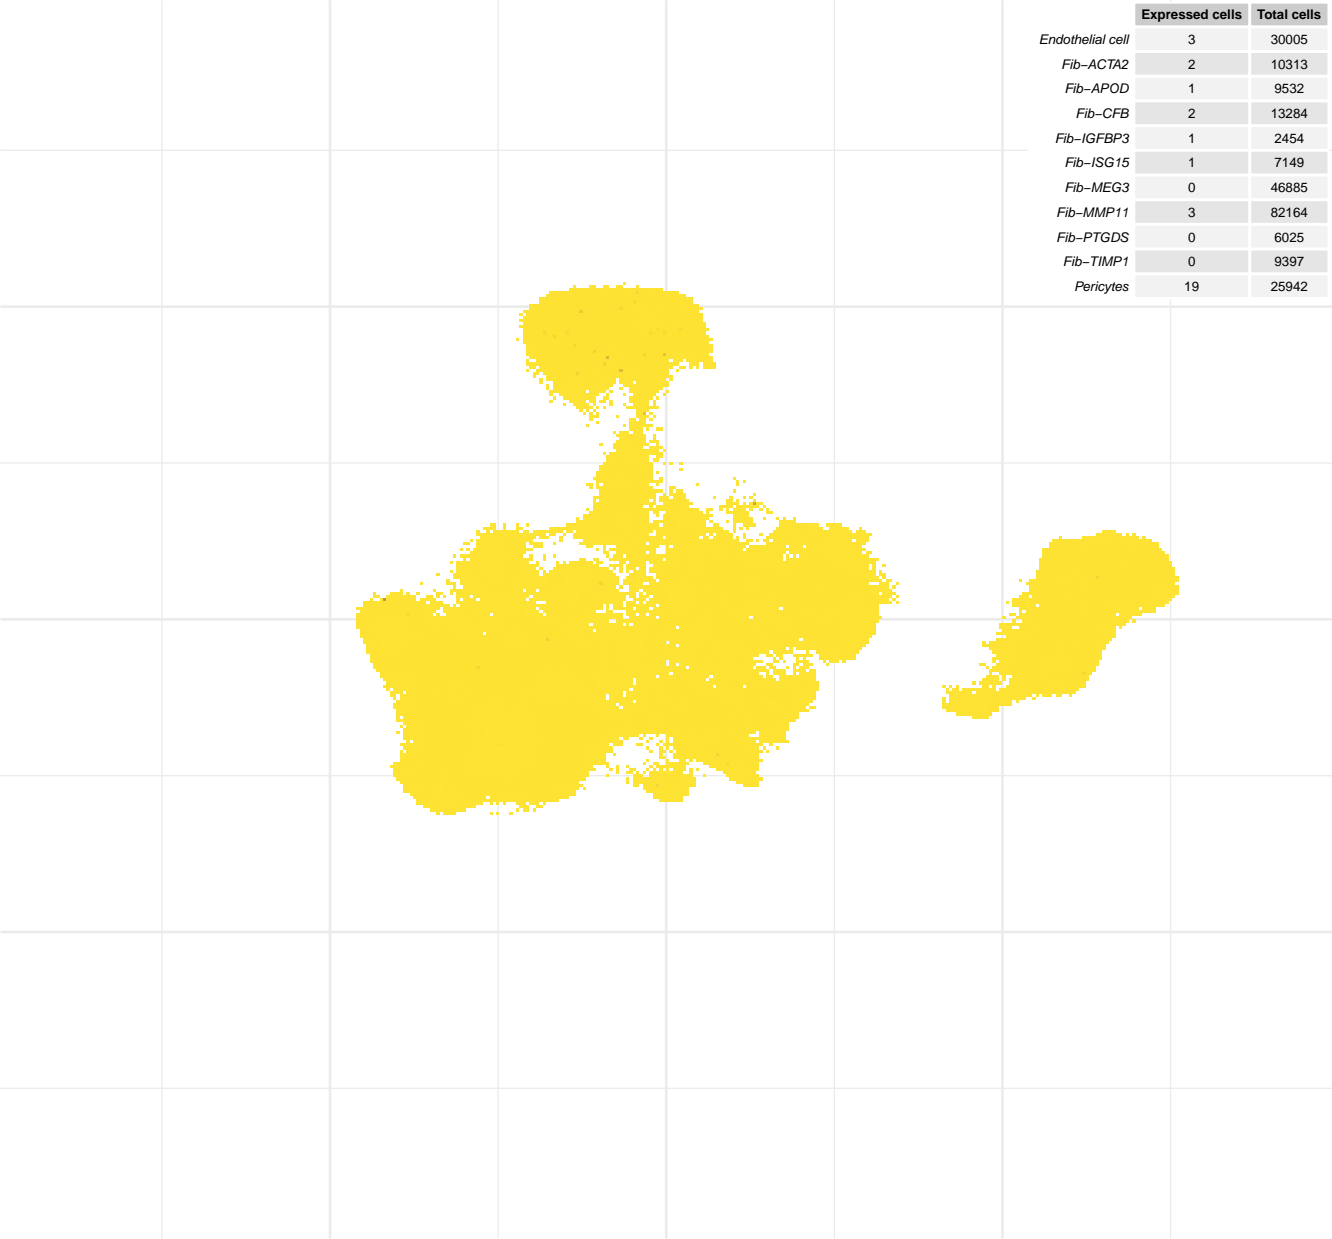 Expressed cells Total cells
Endothelial cell 3 30005
Fib−ACTA2 2 10313
Fib−APOD 1 9532
Fib−CFB 2 13284
Fib−IGFBP3 1 2454
Fib−ISG15 1 7149
Fib−MEG3 0 46885
Fib−MMP11 3 82164
Fib−PTGDS 0 6025
Fib−TIMP1 0 9397
Pericytes 19 25942